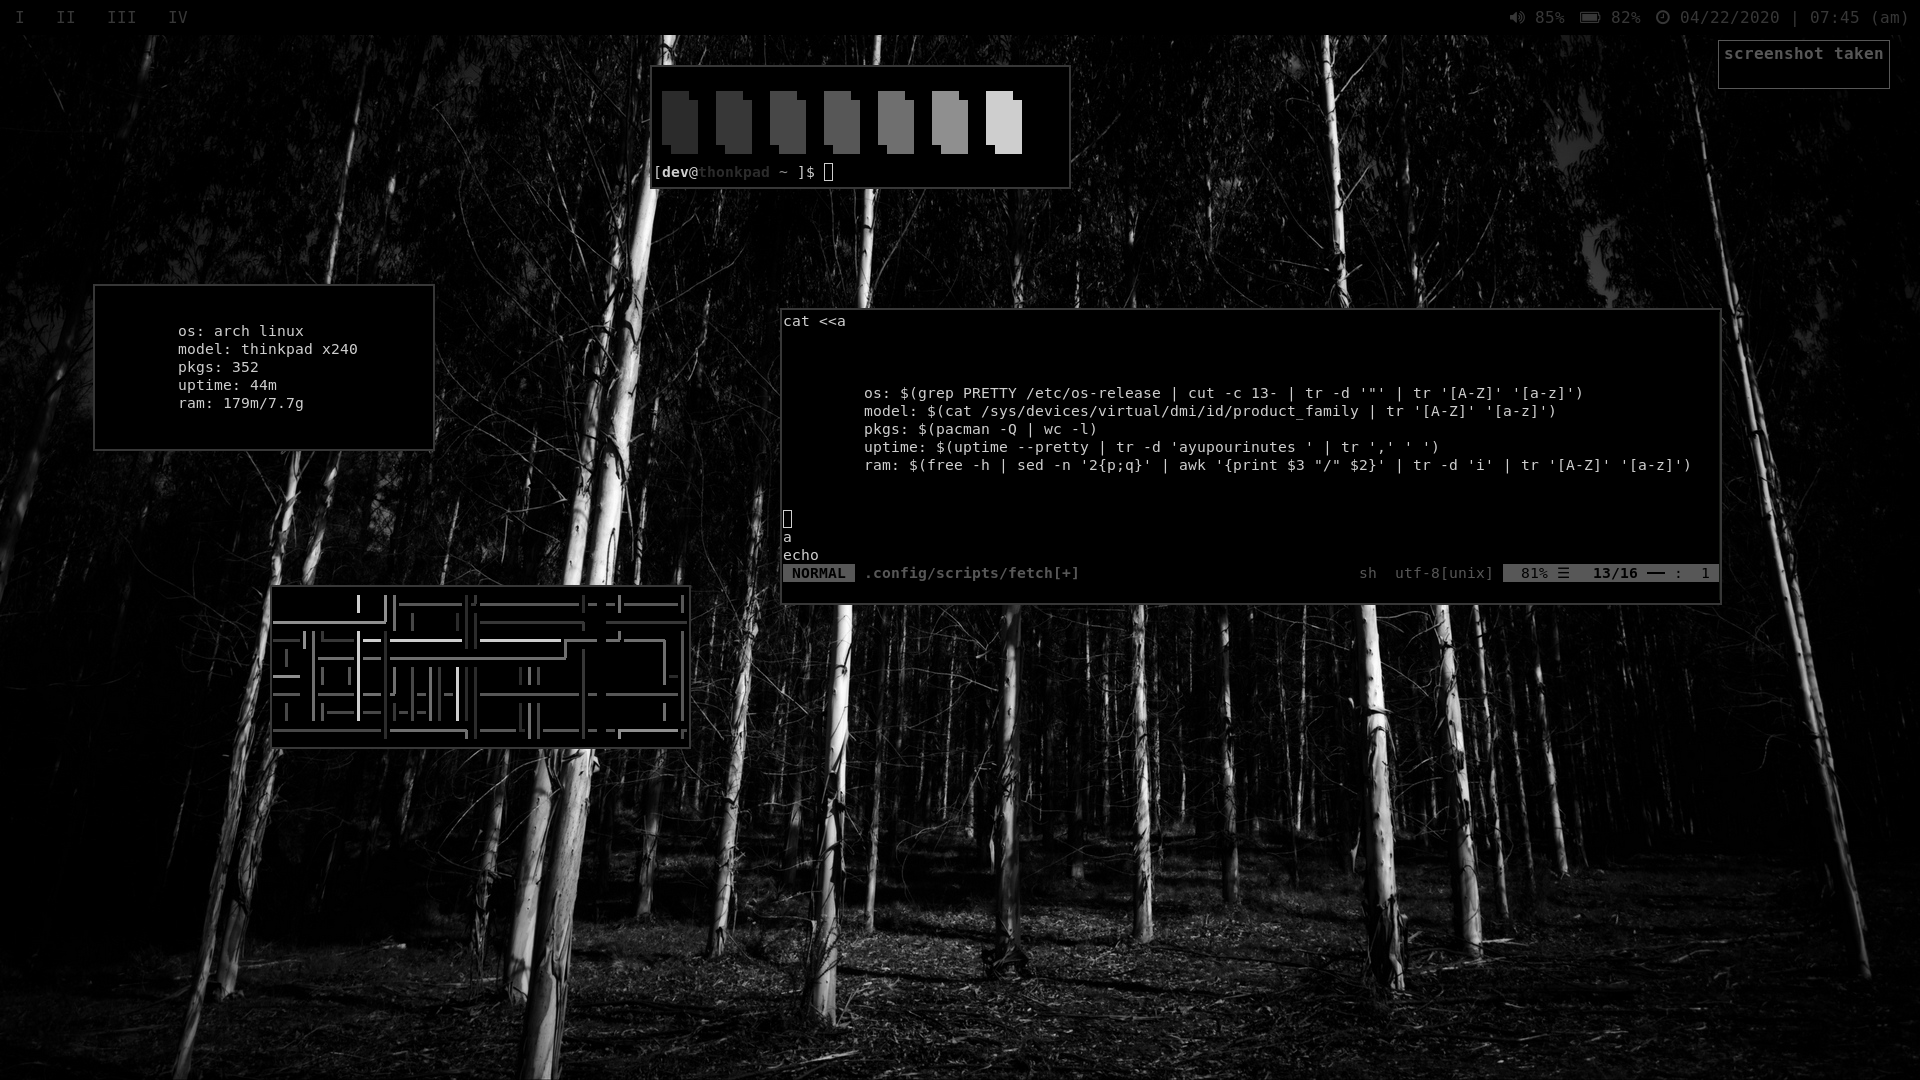 I II III IV
85% 82% 04/22/2020 | 07:45 (am)
screenshot taken
[dev@thonkpad ~ ]$
os: arch linux
model: thinkpad x240
pkgs: 352
uptime: 44m
ram: 179m/7.7g
cat <<a
os: $(grep PRETTY /etc/os-release | cut -c 13- | tr -d '"' | tr '[A-Z]' '[a-z]')
model: $(cat /sys/devices/virtual/dmi/id/product_family | tr '[A-Z]' '[a-z]')
pkgs: $(pacman -Q | wc -l)
uptime: $(uptime --pretty | tr -d 'ayupourinutes ' | tr ',' ' ')
ram: $(free -h | sed -n '2{p;q}' | awk '{print $3 "/" $2}' | tr -d 'i' | tr '[A-Z]' '[a-z]')
a
echo
NORMAL .config/scripts/fetch[+] sh utf-8[unix] 81% ☰ 13/16 : 1